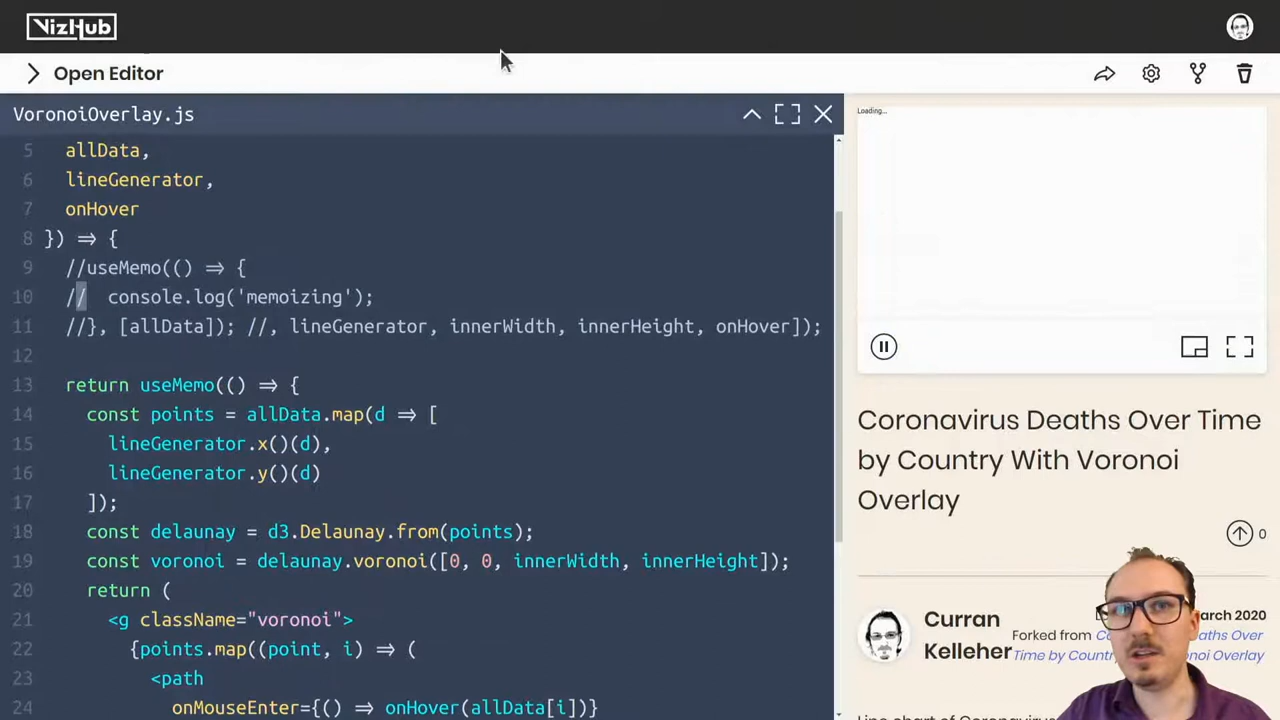 VizHub
Open Editor
VoronoiOverlay.js
5 allData,
6 lineGenerator,
7 onHover
8 }) => {
9 //useMemo(() => {
10 //  console.log('memoizing');
11 //}, [allData]); //, lineGenerator, innerWidth, innerHeight, onHover]);
12
13 return useMemo(() => {
14 const points = allData.map(d => [
15 lineGenerator.x()(d),
16 lineGenerator.y()(d)
17 ]);
18 const delaunay = d3.Delaunay.from(points);
19 const voronoi = delaunay.voronoi([0, 0, innerWidth, innerHeight]);
20 return (
21 <g className="voronoi">
22 {points.map((point, i) => (
23 <path
24 onMouseEnter={() => onHover(allData[i])}
Loading...
Coronavirus Deaths Over Time
by Country With Voronoi
Overlay
0
Curran
Kelleher
March 2020
Forked from
Time by